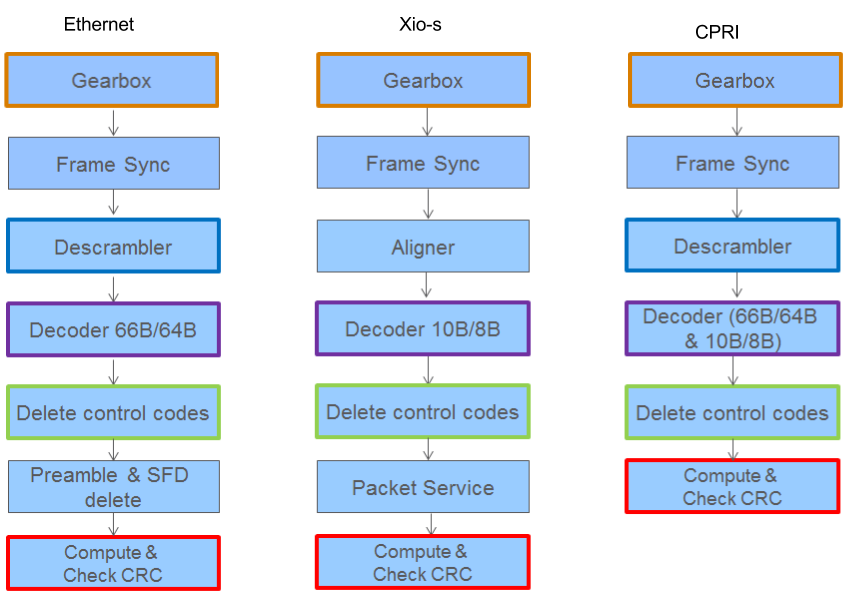 Ethernet
Gearbox
Frame Sync
Descrambler
Decoder 66B/64B
Delete control codes
Preamble & SFD
delete
Compute &
Check CRC
Xio-s
Gearbox
Frame Sync
Aligner
Decoder 10B/8B
Delete control codes
Packet Service
Compute &
Check CRC
CPRI
Gearbox
Frame Sync
Descrambler
Decoder (66B/64B
& 10B/8B)
Delete control codes
Compute &
Check CRC